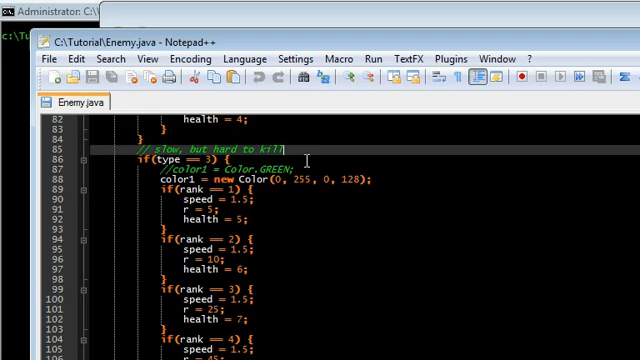 Administrator: C:\
c:\Tu
C:\Tutorial\Enemy.java - Notepad++
File Edit Search View Encoding Language Settings Macro Run TextFX Plugins Window ?
Enemy.java
82 health = 4;
83 }
84 }
85 // slow, but hard to kill
86 if(type == 3) {
87 //color1 = Color.GREEN;
88 color1 = new Color(0, 255, 0, 128);
89 if(rank == 1) {
90 speed = 1.5;
91 r = 5;
92 health = 5;
93 }
94 if(rank == 2) {
95 speed = 1.5;
96 r = 10;
97 health = 6;
98 }
99 if(rank == 3) {
100 speed = 1.5;
101 r = 25;
102 health = 7;
103 }
104 if(rank == 4) {
105 speed = 1.5;
106 r = 45;